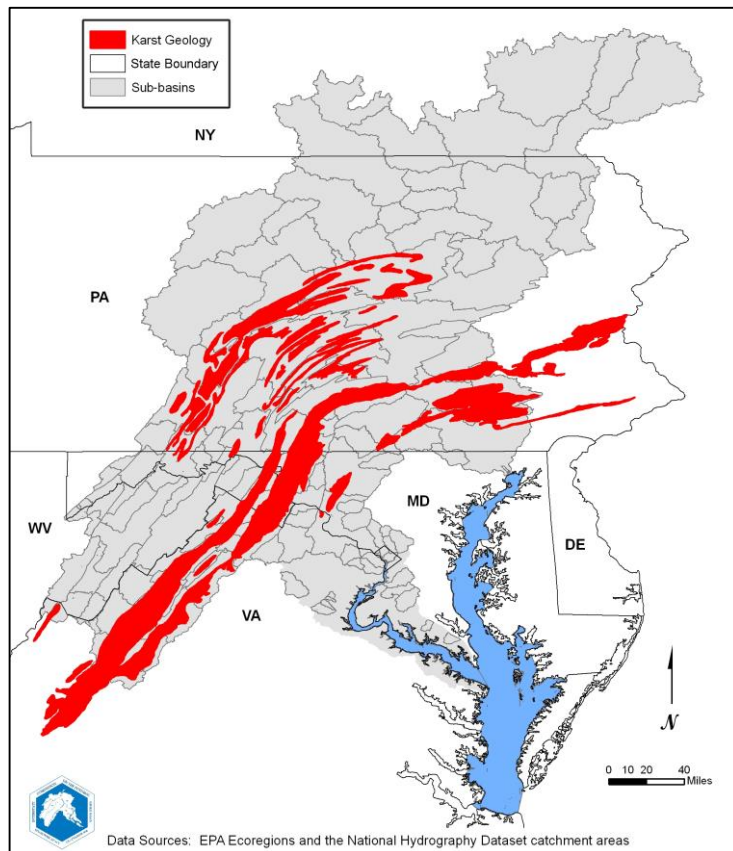 Karst Geology
State Boundary
Sub-basins
NY
PA
MD
WV
DE
VA
N
0 10 20 40
Miles
Data Sources: EPA Ecoregions and the National Hydrography Dataset catchment areas